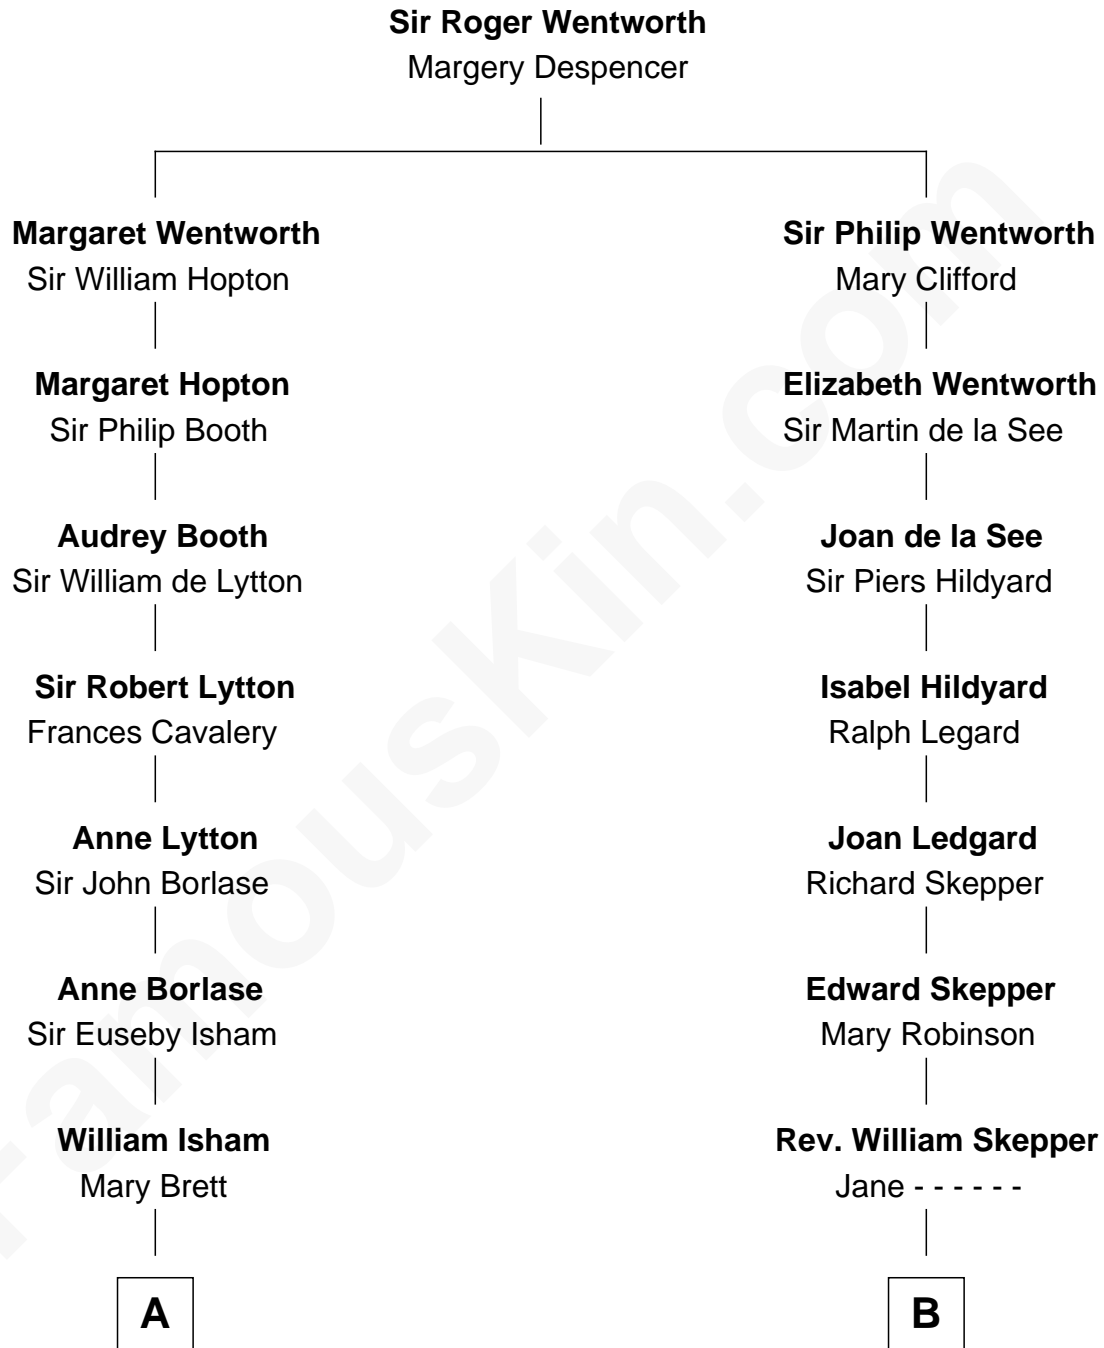 Sir Roger Wentworth
Margery Despencer
Margaret Wentworth
Sir William Hopton
Sir Philip Wentworth
Mary Clifford
Margaret Hopton
Sir Philip Booth
Elizabeth Wentworth
Sir Martin de la See
Audrey Booth
Sir William de Lytton
Joan de la See
Sir Piers Hildyard
Sir Robert Lytton
Frances Cavalery
Isabel Hildyard
Ralph Legard
Anne Lytton
Sir John Borlase
Joan Ledgard
Richard Skepper
Anne Borlase
Sir Euseby Isham
Edward Skepper
Mary Robinson
William Isham
Mary Brett
Rev. William Skepper
Jane - - - - - -
A
B
FamousKin.com